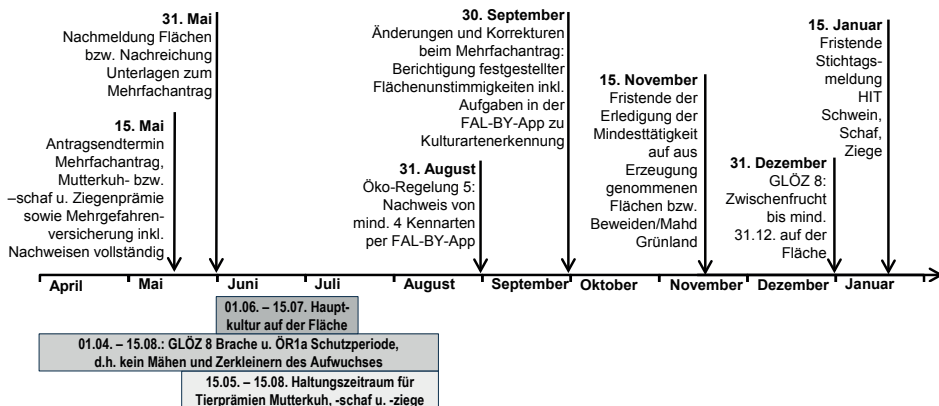 31. Mai
Nachmeldung Flächen
bzw. Nachreichung
Unterlagen zum
Mehrfachantrag
15. Mai
Antragsendtermin
Mehrfachantrag,
Mutterkuh- bzw.
–schaf u. Ziegenprämie
sowie Mehrgefahren-
versicherung inkl.
Nachweisen vollständig
30. September
Änderungen und Korrekturen
beim Mehrfachantrag:
Berichtigung festgestellter
Flächenunstimmigkeiten inkl.
Aufgaben in der
FAL-BY-App zu
Kulturartenerkennung
31. August
Öko-Regelung 5:
Nachweis von
mind. 4 Kennarten
per FAL-BY-App
15. November
Fristende der
Erledigung der
Mindesttätigkeit
auf aus
Erzeugung
genommenen
Flächen bzw.
Beweiden/Mahd
Grünland
31. Dezember
GLÖZ 8:
Zwischenfrucht
bis mind.
31.12. auf der
Fläche
15. Januar
Fristende
Stichtags-
meldung
HIT
Schwein,
Schaf,
Ziege
April Mai Juni Juli August September Oktober November Dezember Januar
01.06. – 15.07. Haupt-
kultur auf der Fläche
01.04. – 15.08.: GLÖZ 8 Brache u. ÖR1a Schutzperiode,
d.h. kein Mähen und Zerkleinern des Aufwuchses
15.05. – 15.08. Haltungszeitraum für
Tierprämien Mutterkuh, -schaf u. -ziege